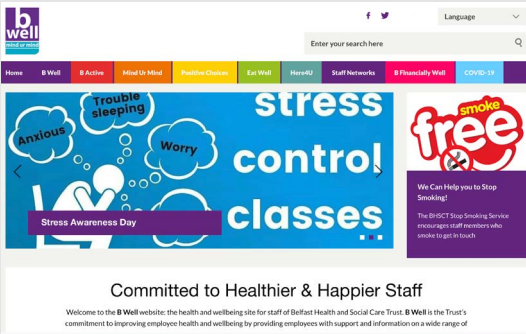 b
well
mind ur mind
Language
Enter your search here
Home B Well B Active Mind Ur Mind Positive Choices Eat Well Here4U Staff Networks B Financially Well COVID-19
Trouble
sleeping
Anxious
Worry
stress
control
classes
Stress Awareness Day
smoke
free
We Can Help you to Stop
Smoking!
The BHSCT Stop Smoking Service
encourages staff members who
smoke to get in touch
Committed to Healthier & Happier Staff
Welcome to the B Well website: the health and wellbeing site for staff of Belfast Health and Social Care Trust. B Well is the Trust's
commitment to improving employee health and wellbeing by providing employees with support and information on a wide range of